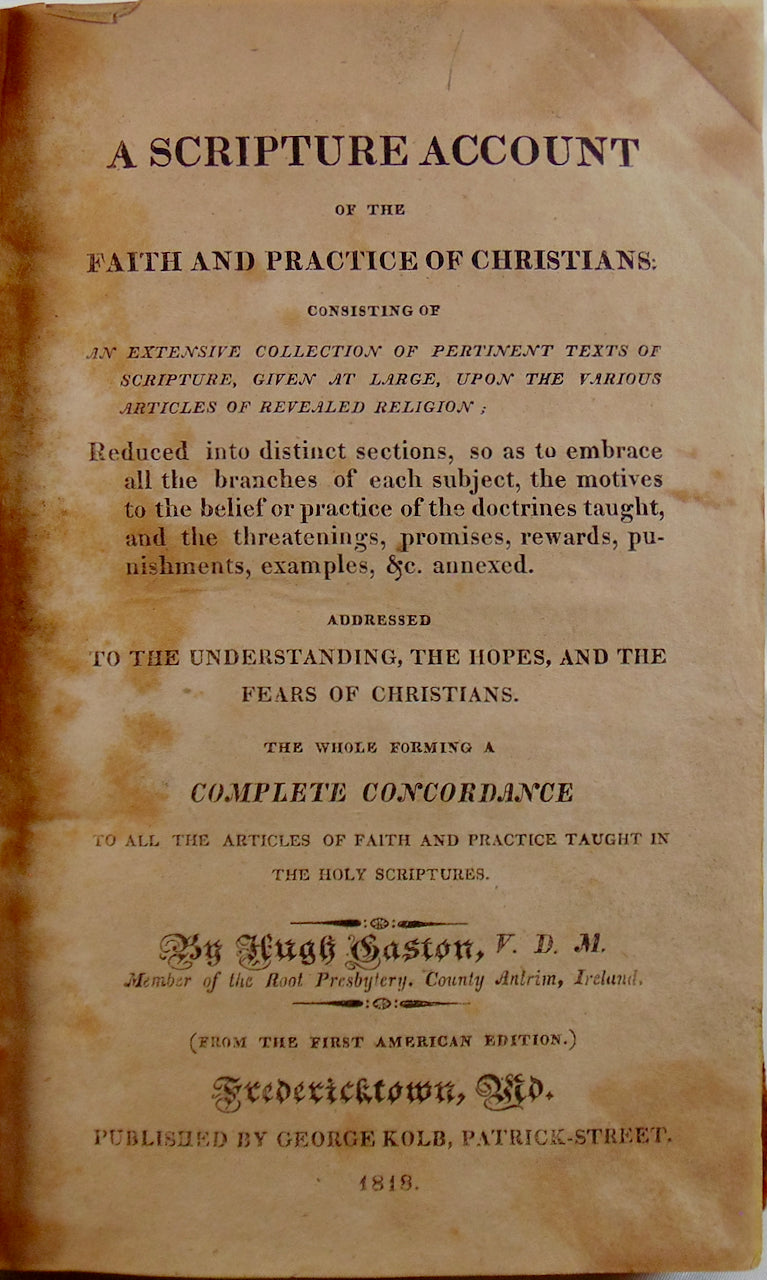 A SCRIPTURE ACCOUNT
OF THE
FAITH AND PRACTICE OF CHRISTIANS:
CONSISTING OF
AN EXTENSIVE COLLECTION OF PERTINENT TEXTS OF
SCRIPTURE, GIVEN AT LARGE, UPON THE VARIOUS
ARTICLES OF REVEALED RELIGION;
Reduced into distinct sections, so as to embrace
all the branches of each subject, the motives
to the belief or practice of the doctrines taught,
and the threatenings, promises, rewards, pu-
nishments, examples, &c. annexed.
ADDRESSED
TO THE UNDERSTANDING, THE HOPES, AND THE
FEARS OF CHRISTIANS.
THE WHOLE FORMING A
COMPLETE CONCORDANCE
TO ALL THE ARTICLES OF FAITH AND PRACTICE TAUGHT IN
THE HOLY SCRIPTURES.
By Hugh Gaston, V. D. M.
Member of the Root Presbytery. County Antrim, Ireland.
(FROM THE FIRST AMERICAN EDITION.)
Fredericktown, Md.
PUBLISHED BY GEORGE KOLB, PATRICK-STREET.
1818.